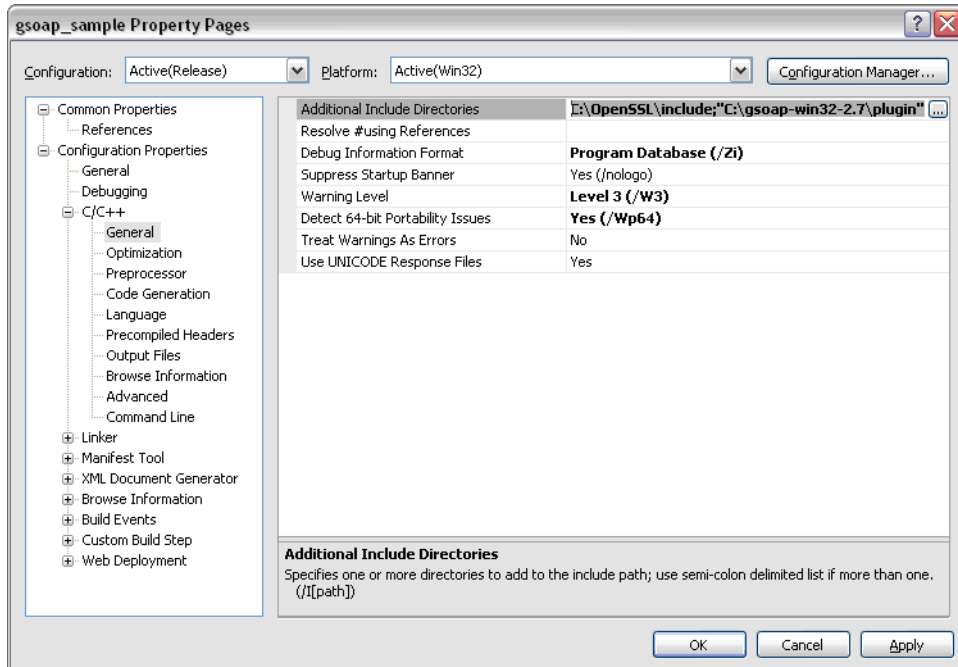 gsoap_sample Property Pages
Configuration: Active(Release) Platform: Active(Win32) Configuration Manager...
Common Properties
References
Configuration Properties
General
Debugging
C/C++
General
Optimization
Preprocessor
Code Generation
Language
Precompiled Headers
Output Files
Browse Information
Advanced
Command Line
Linker
Manifest Tool
XML Document Generator
Browse Information
Build Events
Custom Build Step
Web Deployment
Additional Include Directories C:\OpenSSL\include;"C:\gsoap-win32-2.7\plugin" ...
Resolve #using References
Debug Information Format Program Database (/Zi)
Suppress Startup Banner Yes (/nologo)
Warning Level Level 3 (/W3)
Detect 64-bit Portability Issues Yes (/Wp64)
Treat Warnings As Errors No
Use UNICODE Response Files Yes
Additional Include Directories
Specifies one or more directories to add to the include path; use semi-colon delimited list if more than one.
(/I[path])
OK Cancel Apply